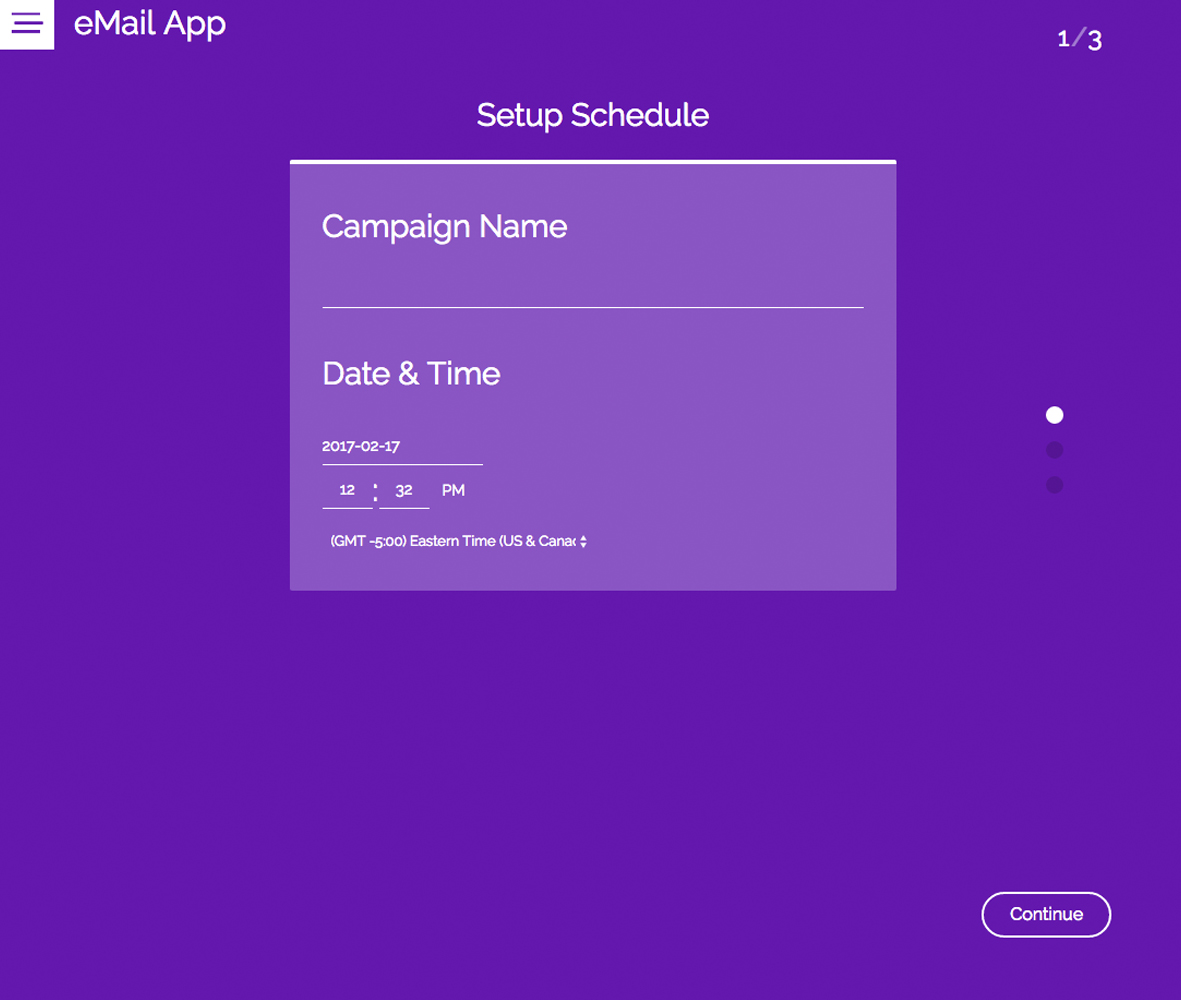 eMail App
1/3
Setup Schedule
Campaign Name
Date & Time
2017-02-17
12 : 32 PM
(GMT -5:00) Eastern Time (US & Cana
Continue